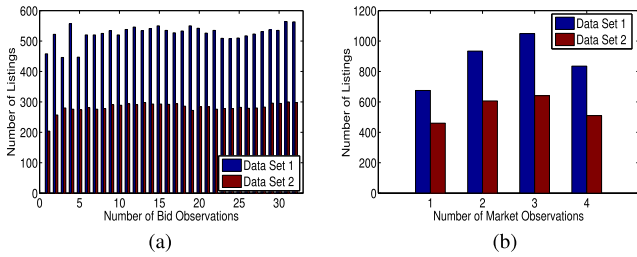 600
500
400
300
200
100
0
Number of Listings
0 5 10 15 20 25 30
Number of Bid Observations
Data Set 1
Data Set 2
(a)
1200
1000
800
600
400
200
0
Number of Listings
1 2 3 4
Number of Market Observations
Data Set 1
Data Set 2
(b)